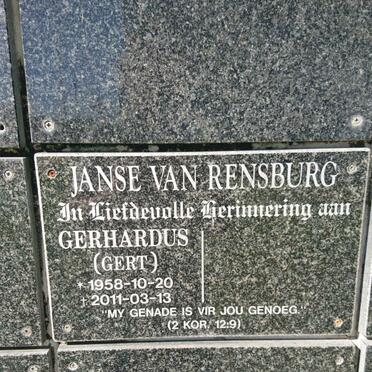 JANSE VAN RENSBURG
In Liefdevolle Herinnering aan
GERHARDUS
(GERT)
* 1958-10-20
† 2011-03-13
"MY GENADE IS VIR JOU GENOEG."
(2 KOR. 12:9)